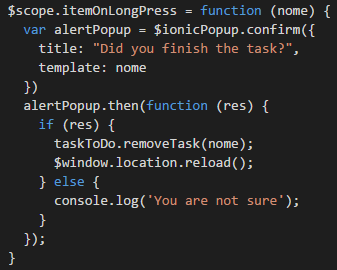 $scope.itemOnLongPress = function (nome) {
  var alertPopup = $ionicPopup.confirm({
    title: "Did you finish the task?",
    template: nome
  })
  alertPopup.then(function (res) {
    if (res) {
      taskToDo.removeTask(nome);
      $window.location.reload();
    } else {
      console.log('You are not sure');
    }
  });
}